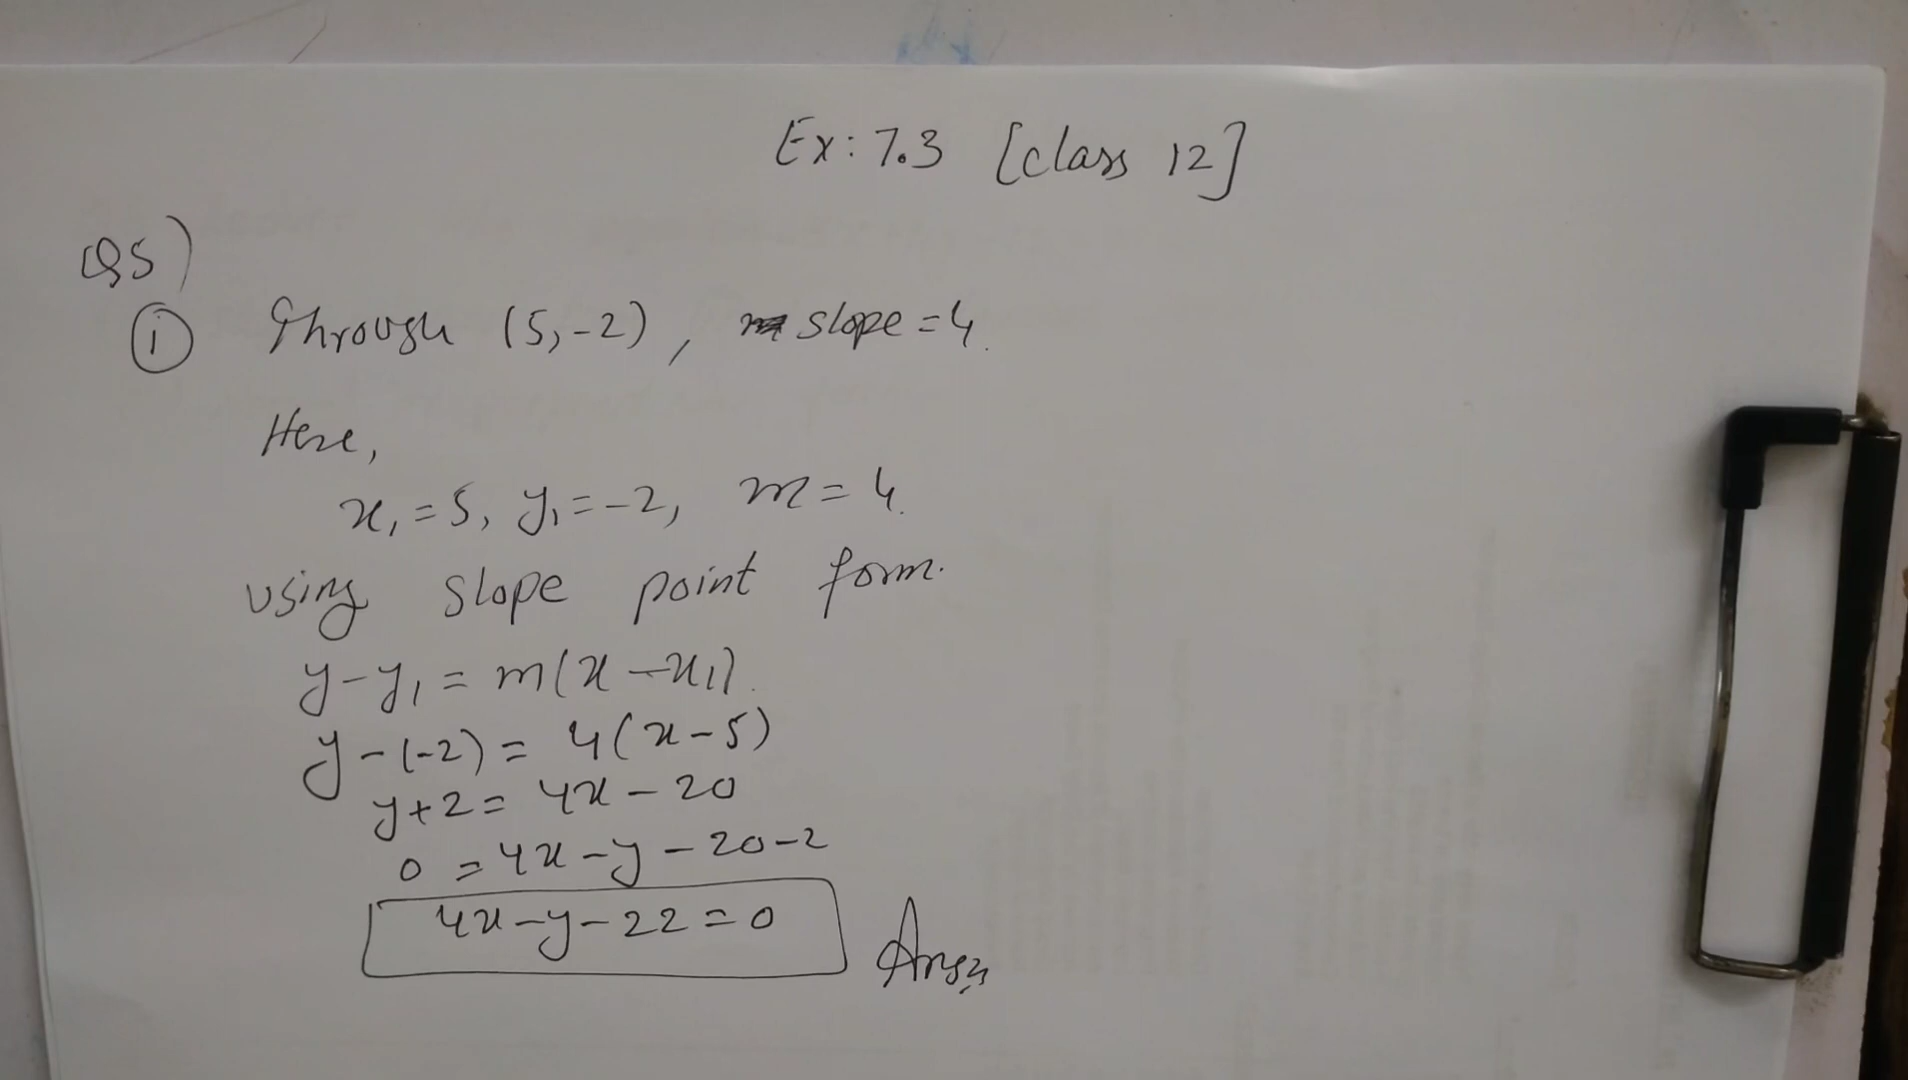 Ex: 7.3 [class 12]
Q5)
(i) Through (5,-2), slope = 4.
Here,
x₁ = 5, y₁ = -2, m = 4.
using slope point form.
y - y₁ = m(x - x₁).
y - (-2) = 4(x - 5)
y + 2 = 4x - 20
0 = 4x - y - 20 - 2
4x - y - 22 = 0 Ans